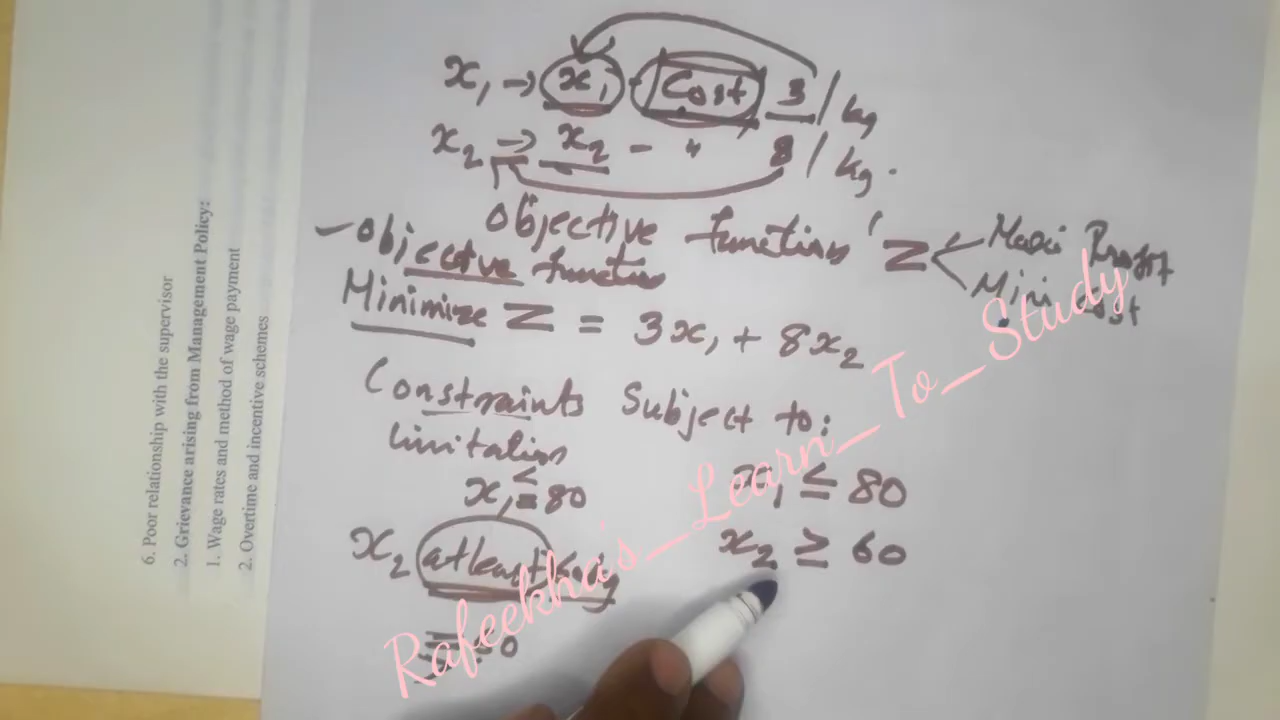 x₁ → x₁ - Cost 3 / kg
x₂ → x₂ - " 8 / kg.
Objective function Z
Maxi Profit
Mini Cost
- Objective function
Minimize Z = 3x₁ + 8x₂
Constraints Subject to:
limitation
x₁ ≤ 80
x₁ ≤ 80
x₂ atleast
x₂ ≥ 60
Rafeekha's_Learn_To_Study
6. Poor relationship with the supervisor
2. Grievance arising from Management Policy:
1. Wage rates and method of wage payment
2. Overtime and incentive schemes